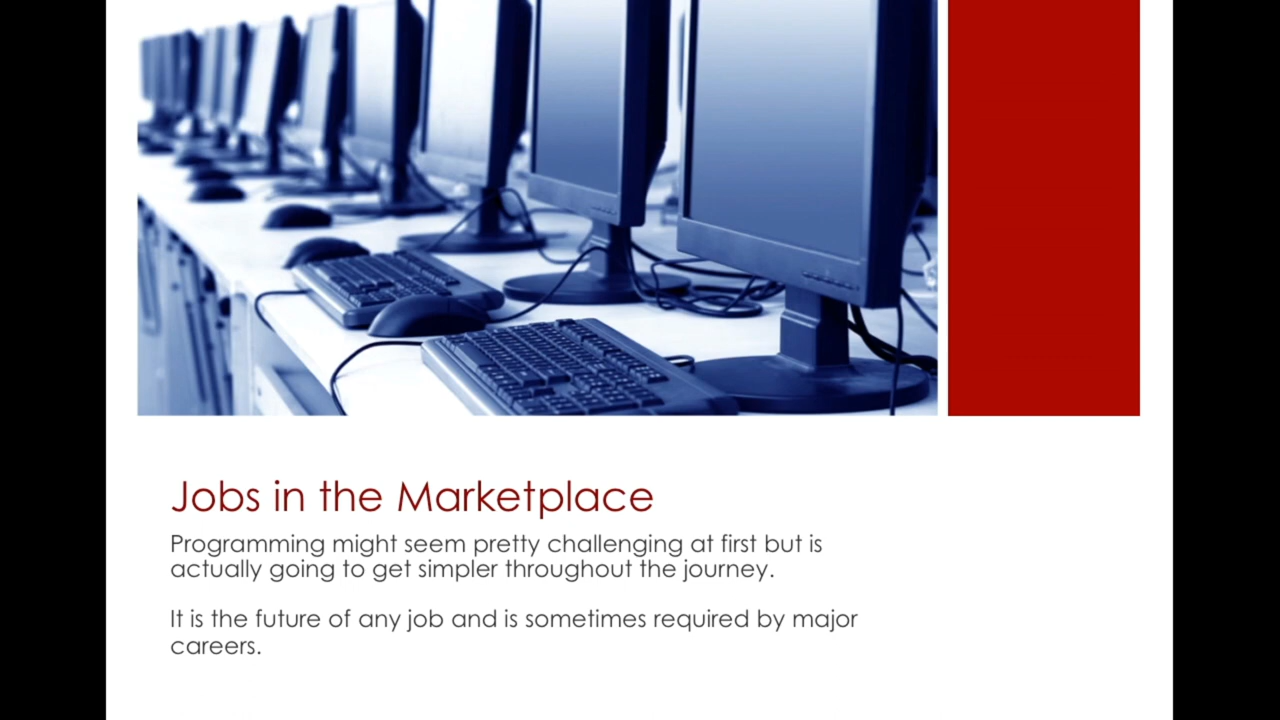 Jobs in the Marketplace
Programming might seem pretty challenging at first but is
actually going to get simpler throughout the journey.
It is the future of any job and is sometimes required by major
careers.